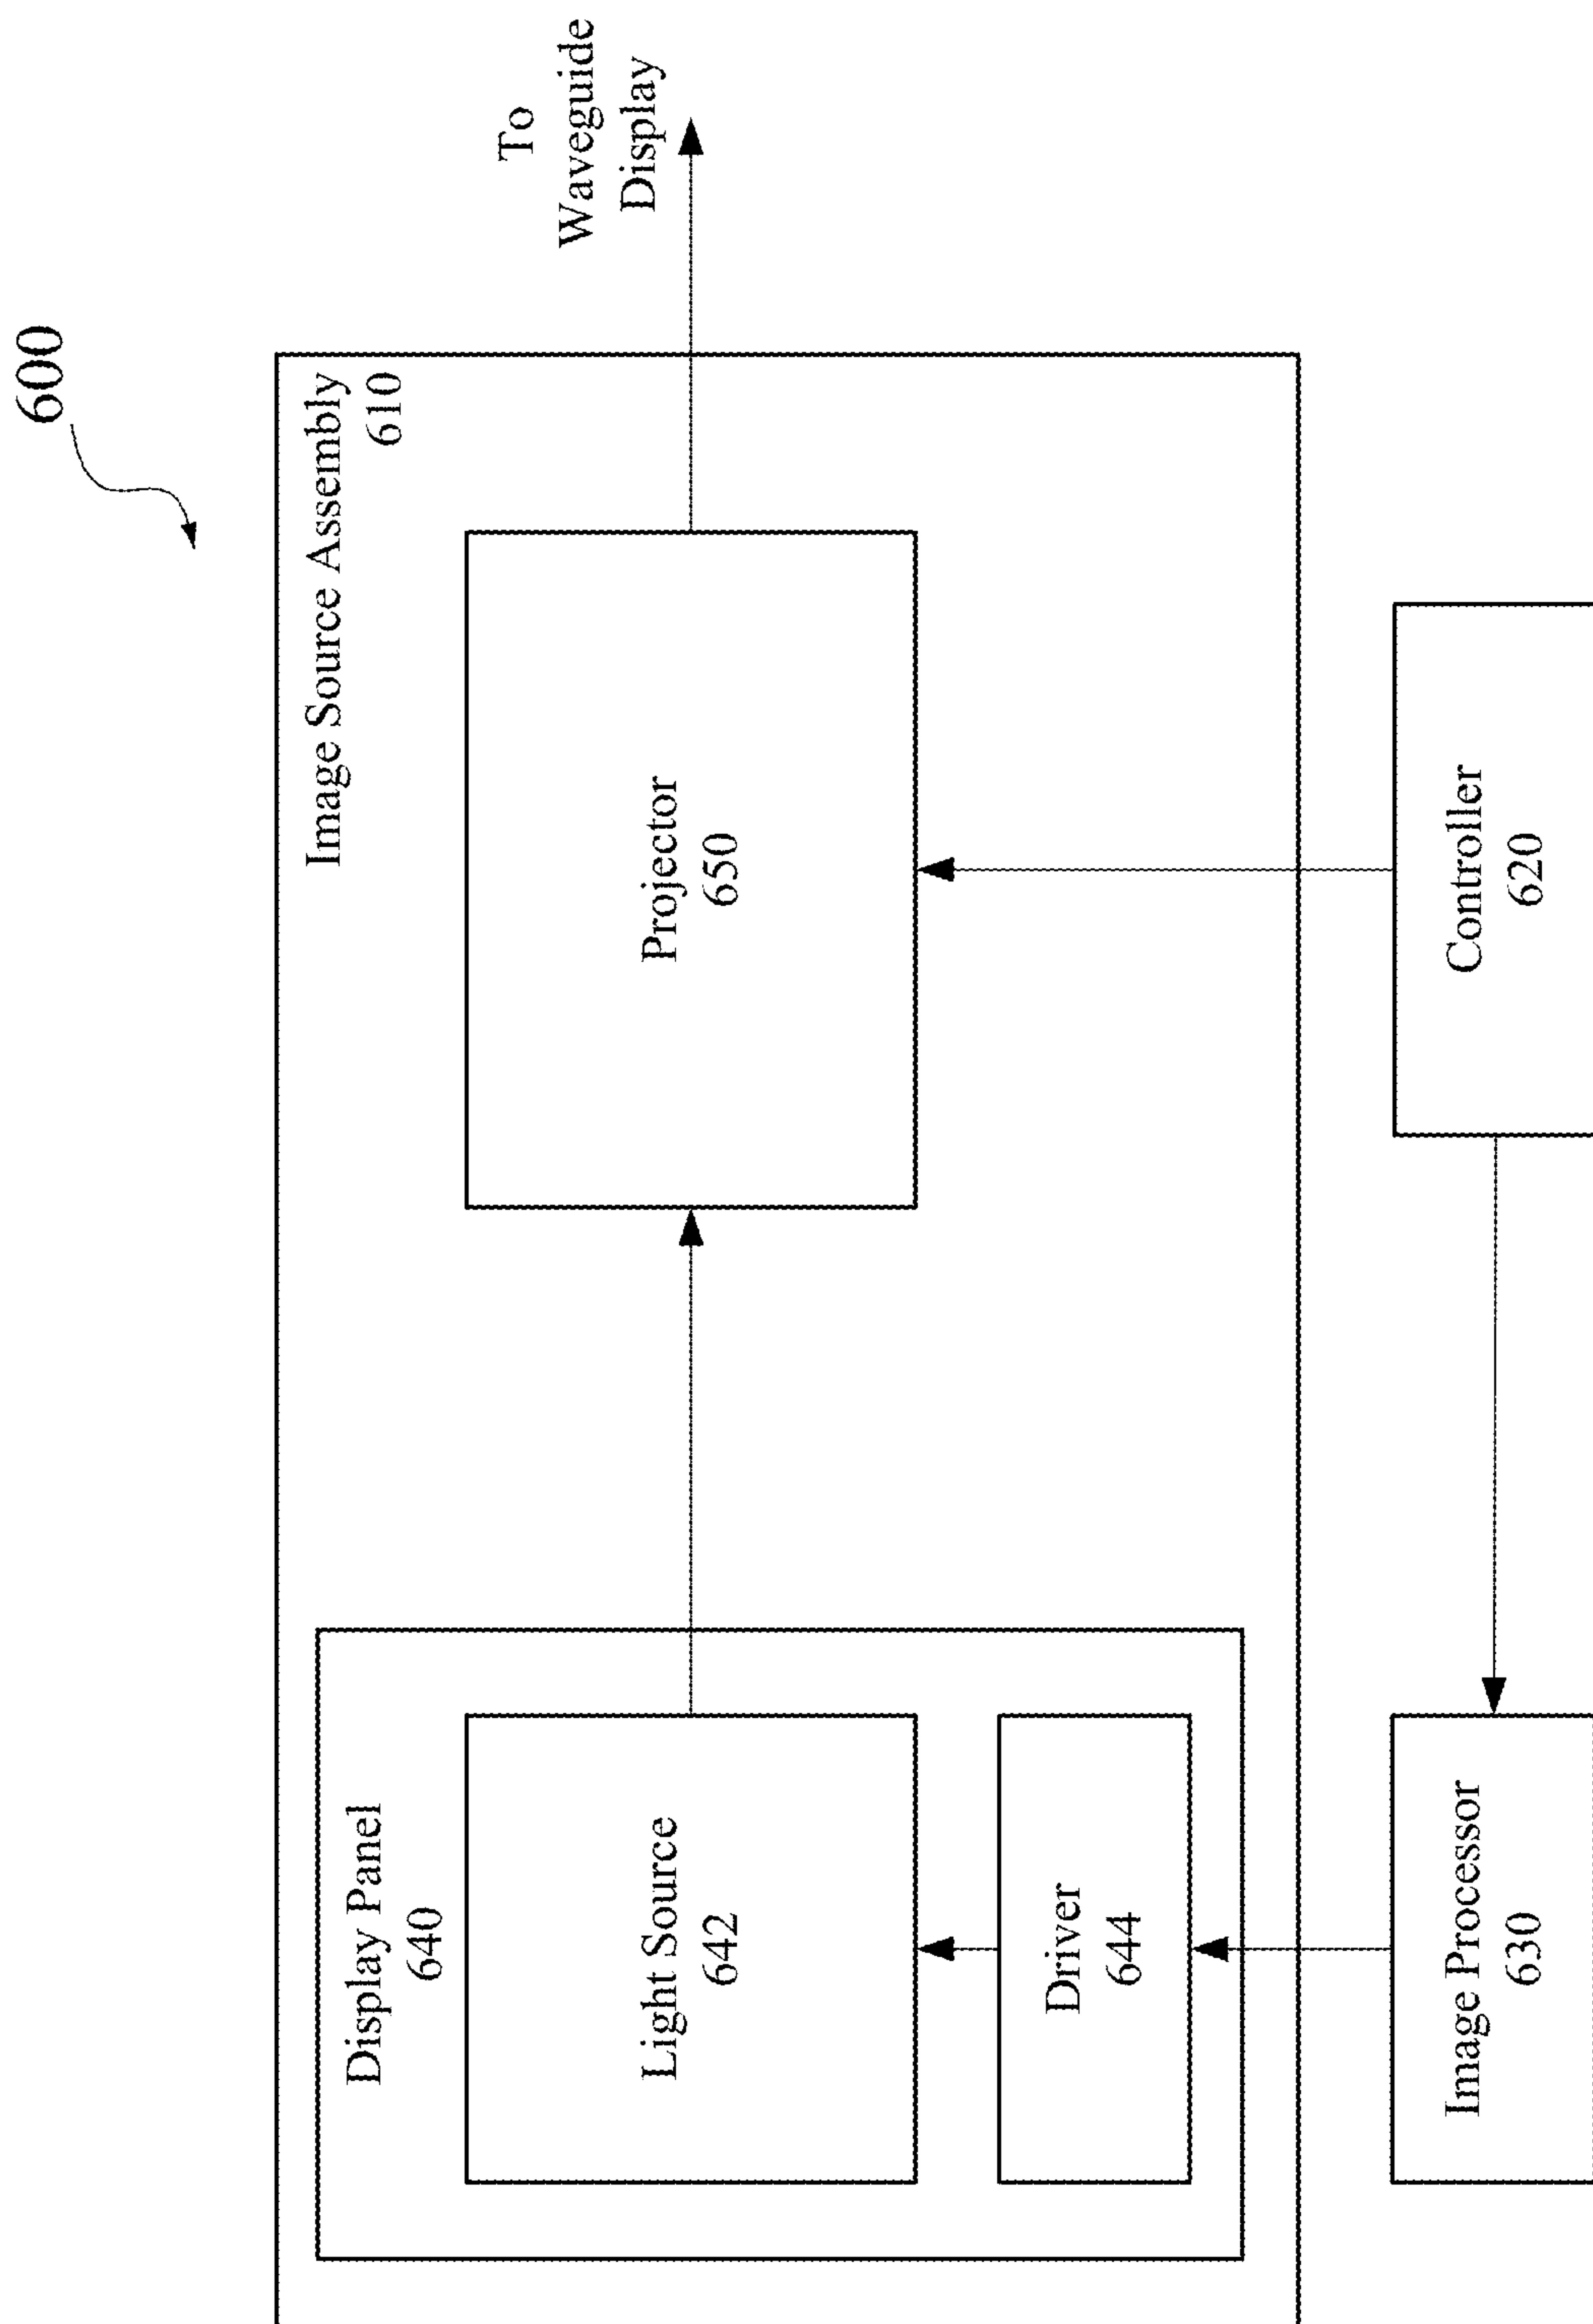 600
Image Source Assembly
610
Display Panel
640
Light Source
642
Driver
644
Projector
650
To
Waveguide
Display
Image Processor
630
Controller
620